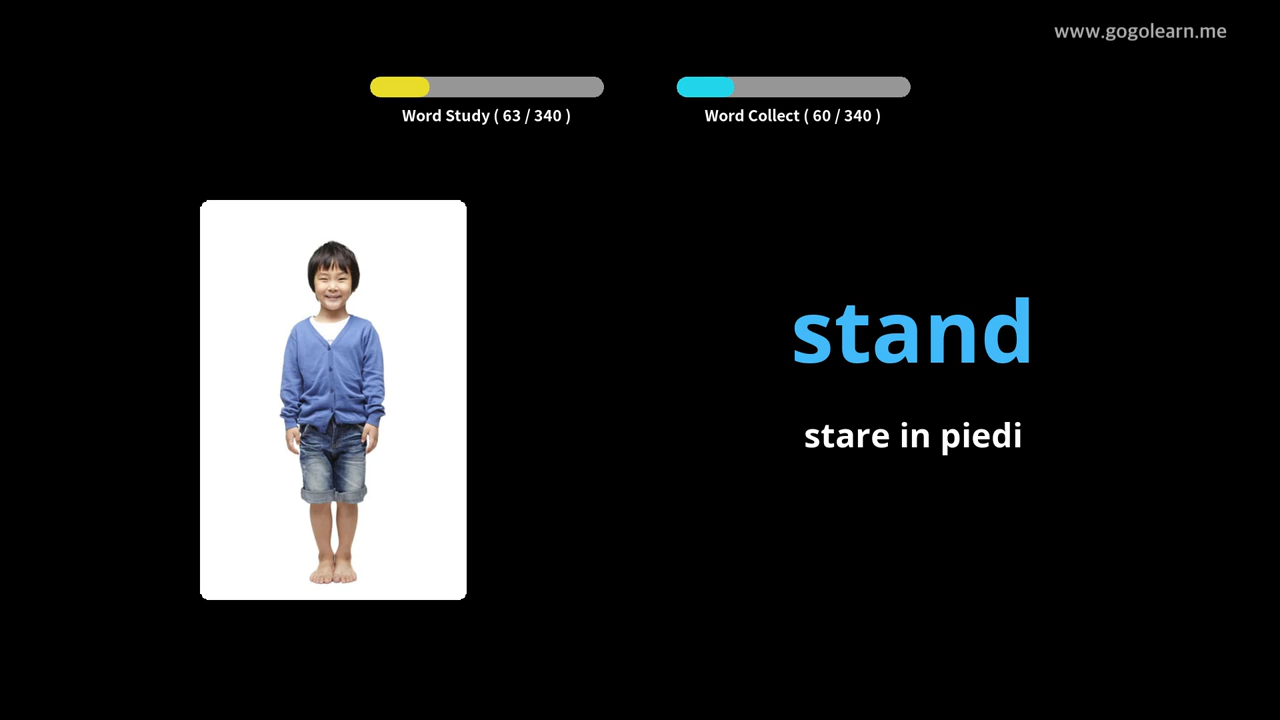 www.gogolearn.me
Word Study ( 63 / 340 )
Word Collect ( 60 / 340 )
stand
stare in piedi